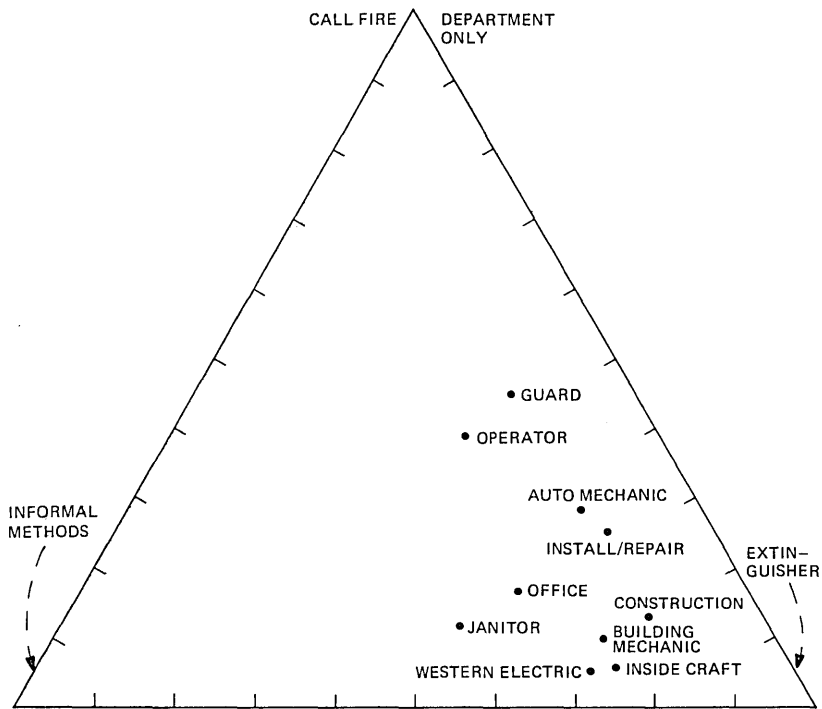 CALL FIRE DEPARTMENT
ONLY
GUARD
OPERATOR
AUTO MECHANIC
INFORMAL
METHODS
INSTALL/REPAIR
EXTIN–
GUISHER
OFFICE
CONSTRUCTION
JANITOR
BUILDING
MECHANIC
WESTERN ELECTRIC
INSIDE CRAFT